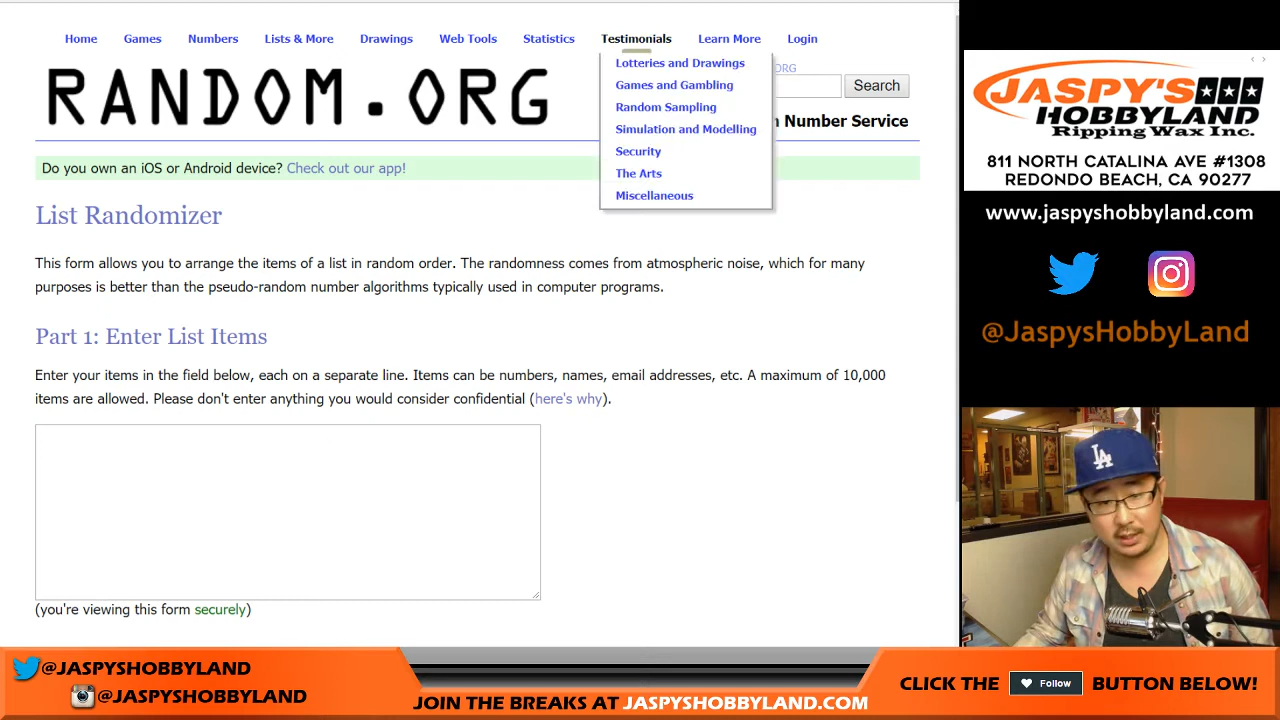 Home Games Numbers Lists & More Drawings Web Tools Statistics Testimonials Learn More Login
Lotteries and Drawings
Games and Gambling
Random Sampling
Simulation and Modelling
Security
The Arts
Miscellaneous
RANDOM.ORG
ORG
Search
Number Service
Do you own an iOS or Android device? Check out our app!
List Randomizer
This form allows you to arrange the items of a list in random order. The randomness comes from atmospheric noise, which for many
purposes is better than the pseudo-random number algorithms typically used in computer programs.
Part 1: Enter List Items
Enter your items in the field below, each on a separate line. Items can be numbers, names, email addresses, etc. A maximum of 10,000
items are allowed. Please don't enter anything you would consider confidential (here's why).
(you're viewing this form securely)
JASPY'S
HOBBYLAND
Ripping Wax Inc.
811 NORTH CATALINA AVE #1308
REDONDO BEACH, CA 90277
www.jaspyshobbyland.com
@JaspysHobbyLand
LA
@JASPYSHOBBYLAND
@JASPYSHOBBYLAND
JOIN THE BREAKS AT JASPYSHOBBYLAND.COM
CLICK THE Follow BUTTON BELOW!